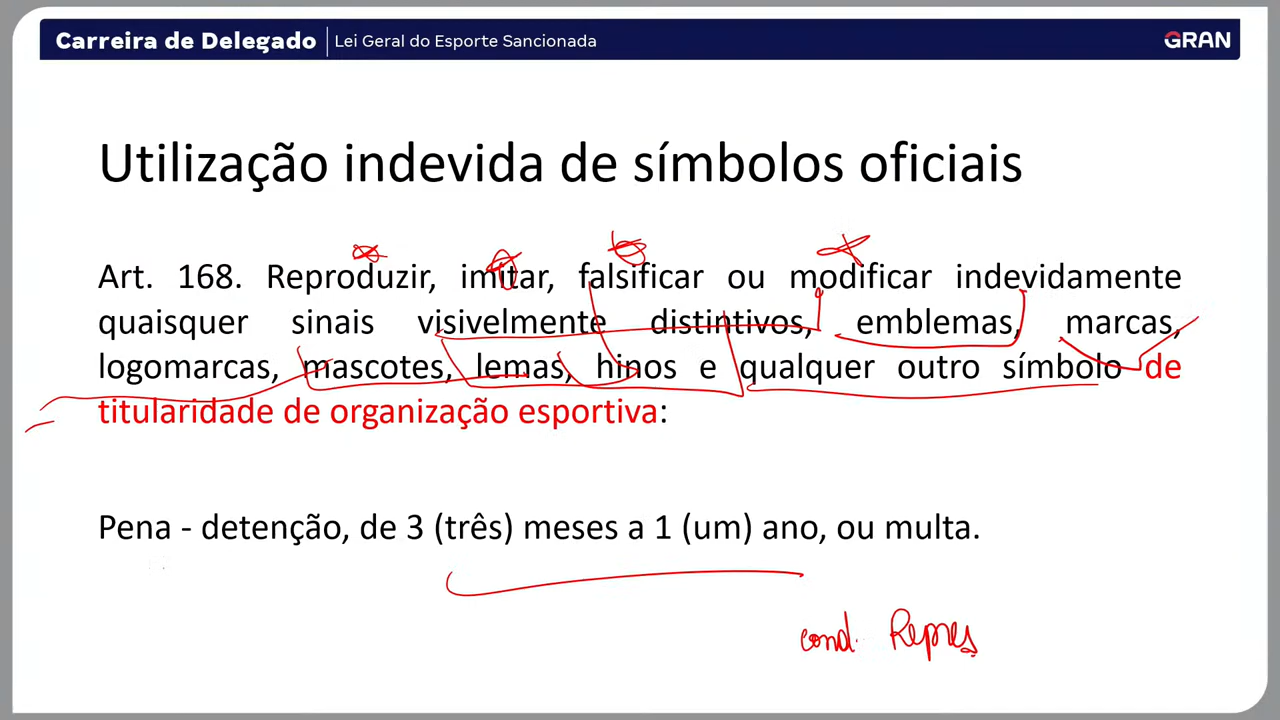 Carreira de Delegado | Lei Geral do Esporte Sancionada GRAN
Utilização indevida de símbolos oficiais
Art. 168. Reproduzir, imitar, falsificar ou modificar indevidamente
quaisquer sinais visivelmente distintivos, emblemas, marcas,
logomarcas, mascotes, lemas, hinos e qualquer outro símbolo de
titularidade de organização esportiva:
Pena - detenção, de 3 (três) meses a 1 (um) ano, ou multa.
cond. Repres